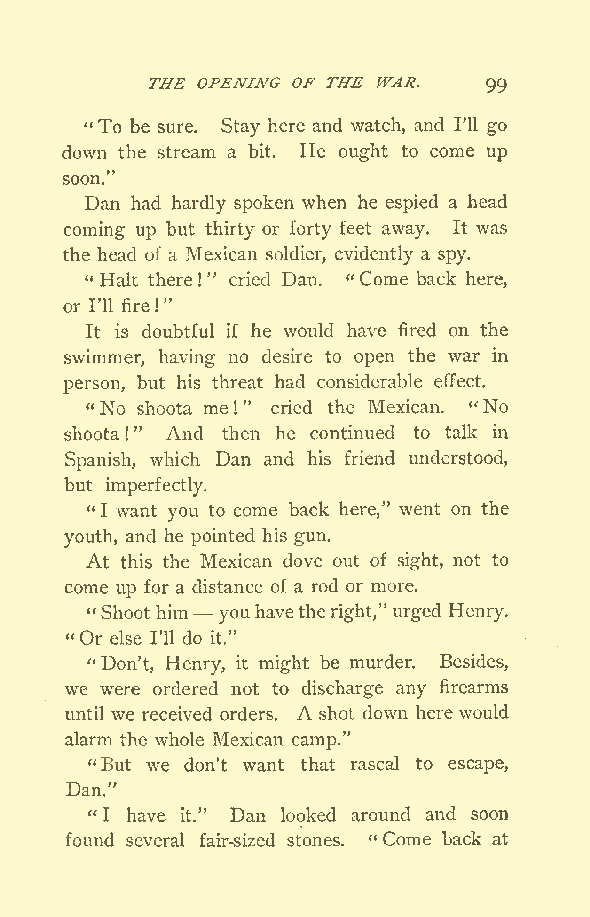 THE OPENING OF THE WAR. 99
“To be sure. Stay here and watch, and I’ll go
down the stream a bit. He ought to come up
soon.”
Dan had hardly spoken when he espied a head
coming up but thirty or forty feet away. It was
the head of a Mexican soldier, evidently a spy.
“Halt there!” cried Dan. “Come back here,
or I’ll fire!”
It is doubtful if he would have fired on the
swimmer, having no desire to open the war in
person, but his threat had considerable effect.
“No shoota me!” cried the Mexican. “No
shoota!” And then he continued to talk in
Spanish, which Dan and his friend understood,
but imperfectly.
“I want you to come back here,” went on the
youth, and he pointed his gun.
At this the Mexican dove out of sight, not to
come up for a distance of a rod or more.
“Shoot him — you have the right,” urged Henry.
“Or else I’ll do it.”
“Don’t, Henry, it might be murder. Besides,
we were ordered not to discharge any firearms
until we received orders. A shot down here would
alarm the whole Mexican camp.”
“But we don’t want that rascal to escape,
Dan.”
“I have it.” Dan looked around and soon
found several fair-sized stones. “Come back at